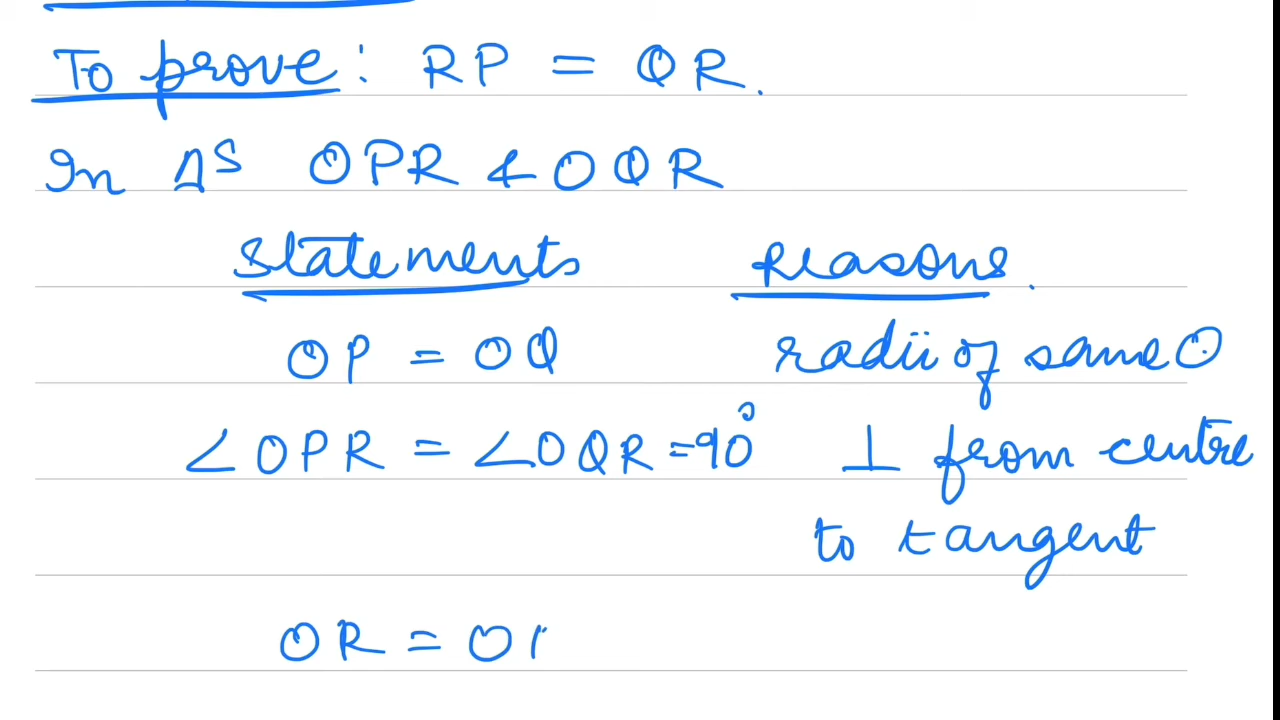 To prove: RP = QR.
In Δs OPR & OQR
Statements Reasons.
OP = OQ radii of same ⊙
∠OPR = ∠OQR = 90° ⊥ from centre
to tangent
OR = O